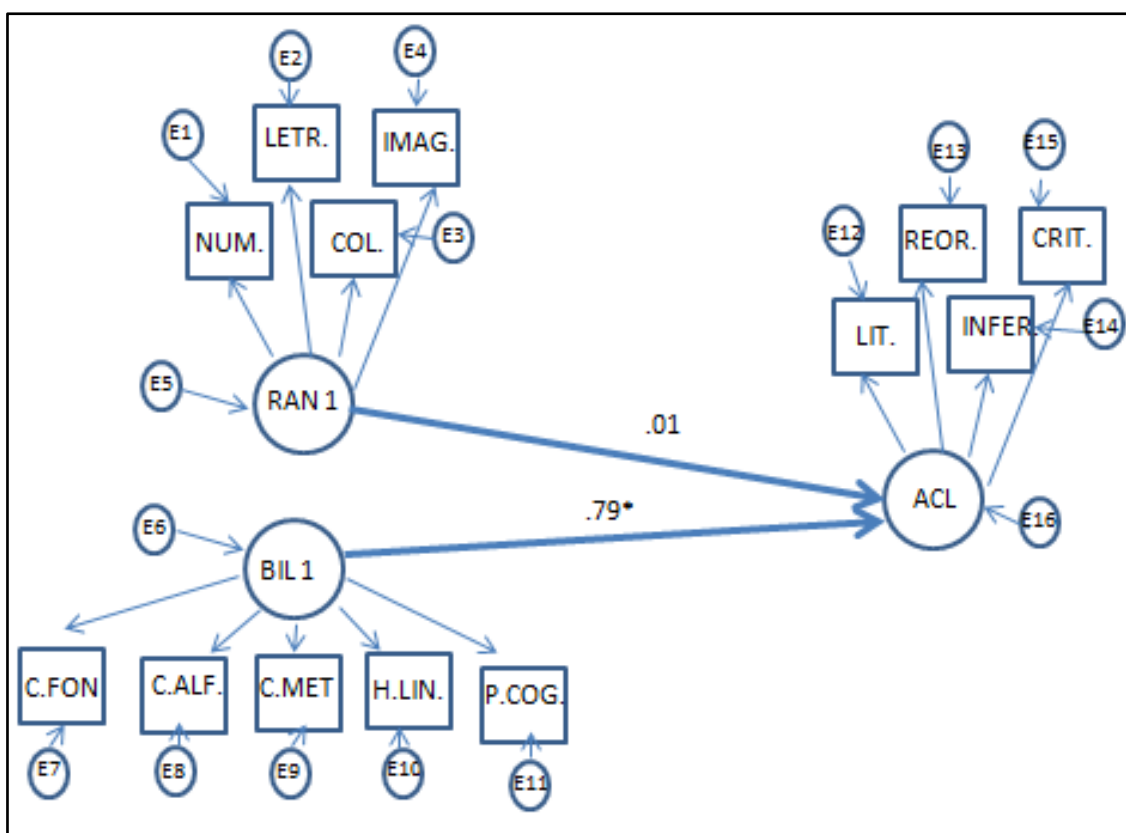 E2
E4
E1
LETR.
IMAG.
NUM.
COL.
E3
E5
RAN 1
.01
E13
E15
E12
REOR.
CRIT.
LIT.
INFER.
E14
ACL
.79*
E16
E6
BIL 1
C.FON
C.ALF.
C.MET
H.LIN.
P.COG.
E7
E8
E9
E10
E11